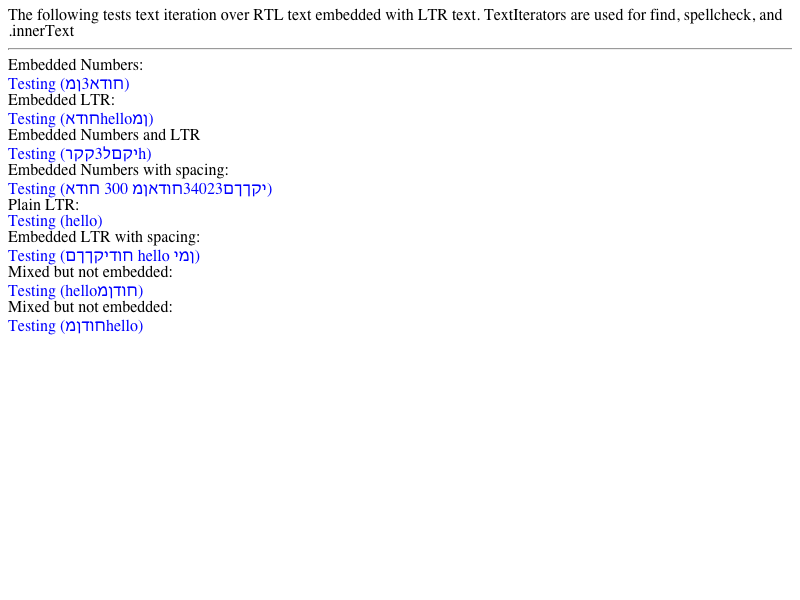 The following tests text iteration over RTL text embedded with LTR text. TextIterators are used for find, spellcheck, and
.innerText
Embedded Numbers:
Testing (חודא3ןמ)
Embedded LTR:
Testing (חודאhelloןמ)
Embedded Numbers and LTR
Testing (יקםל3קקרh)
Embedded Numbers with spacing:
Testing (יקךךם34023חודאןמ 300 חודא)
Plain LTR:
Testing (hello)
Embedded LTR with spacing:
Testing (חודיקךךם hello ןמי)
Mixed but not embedded:
Testing (helloחודןמ)
Mixed but not embedded:
Testing (חודןמhello)